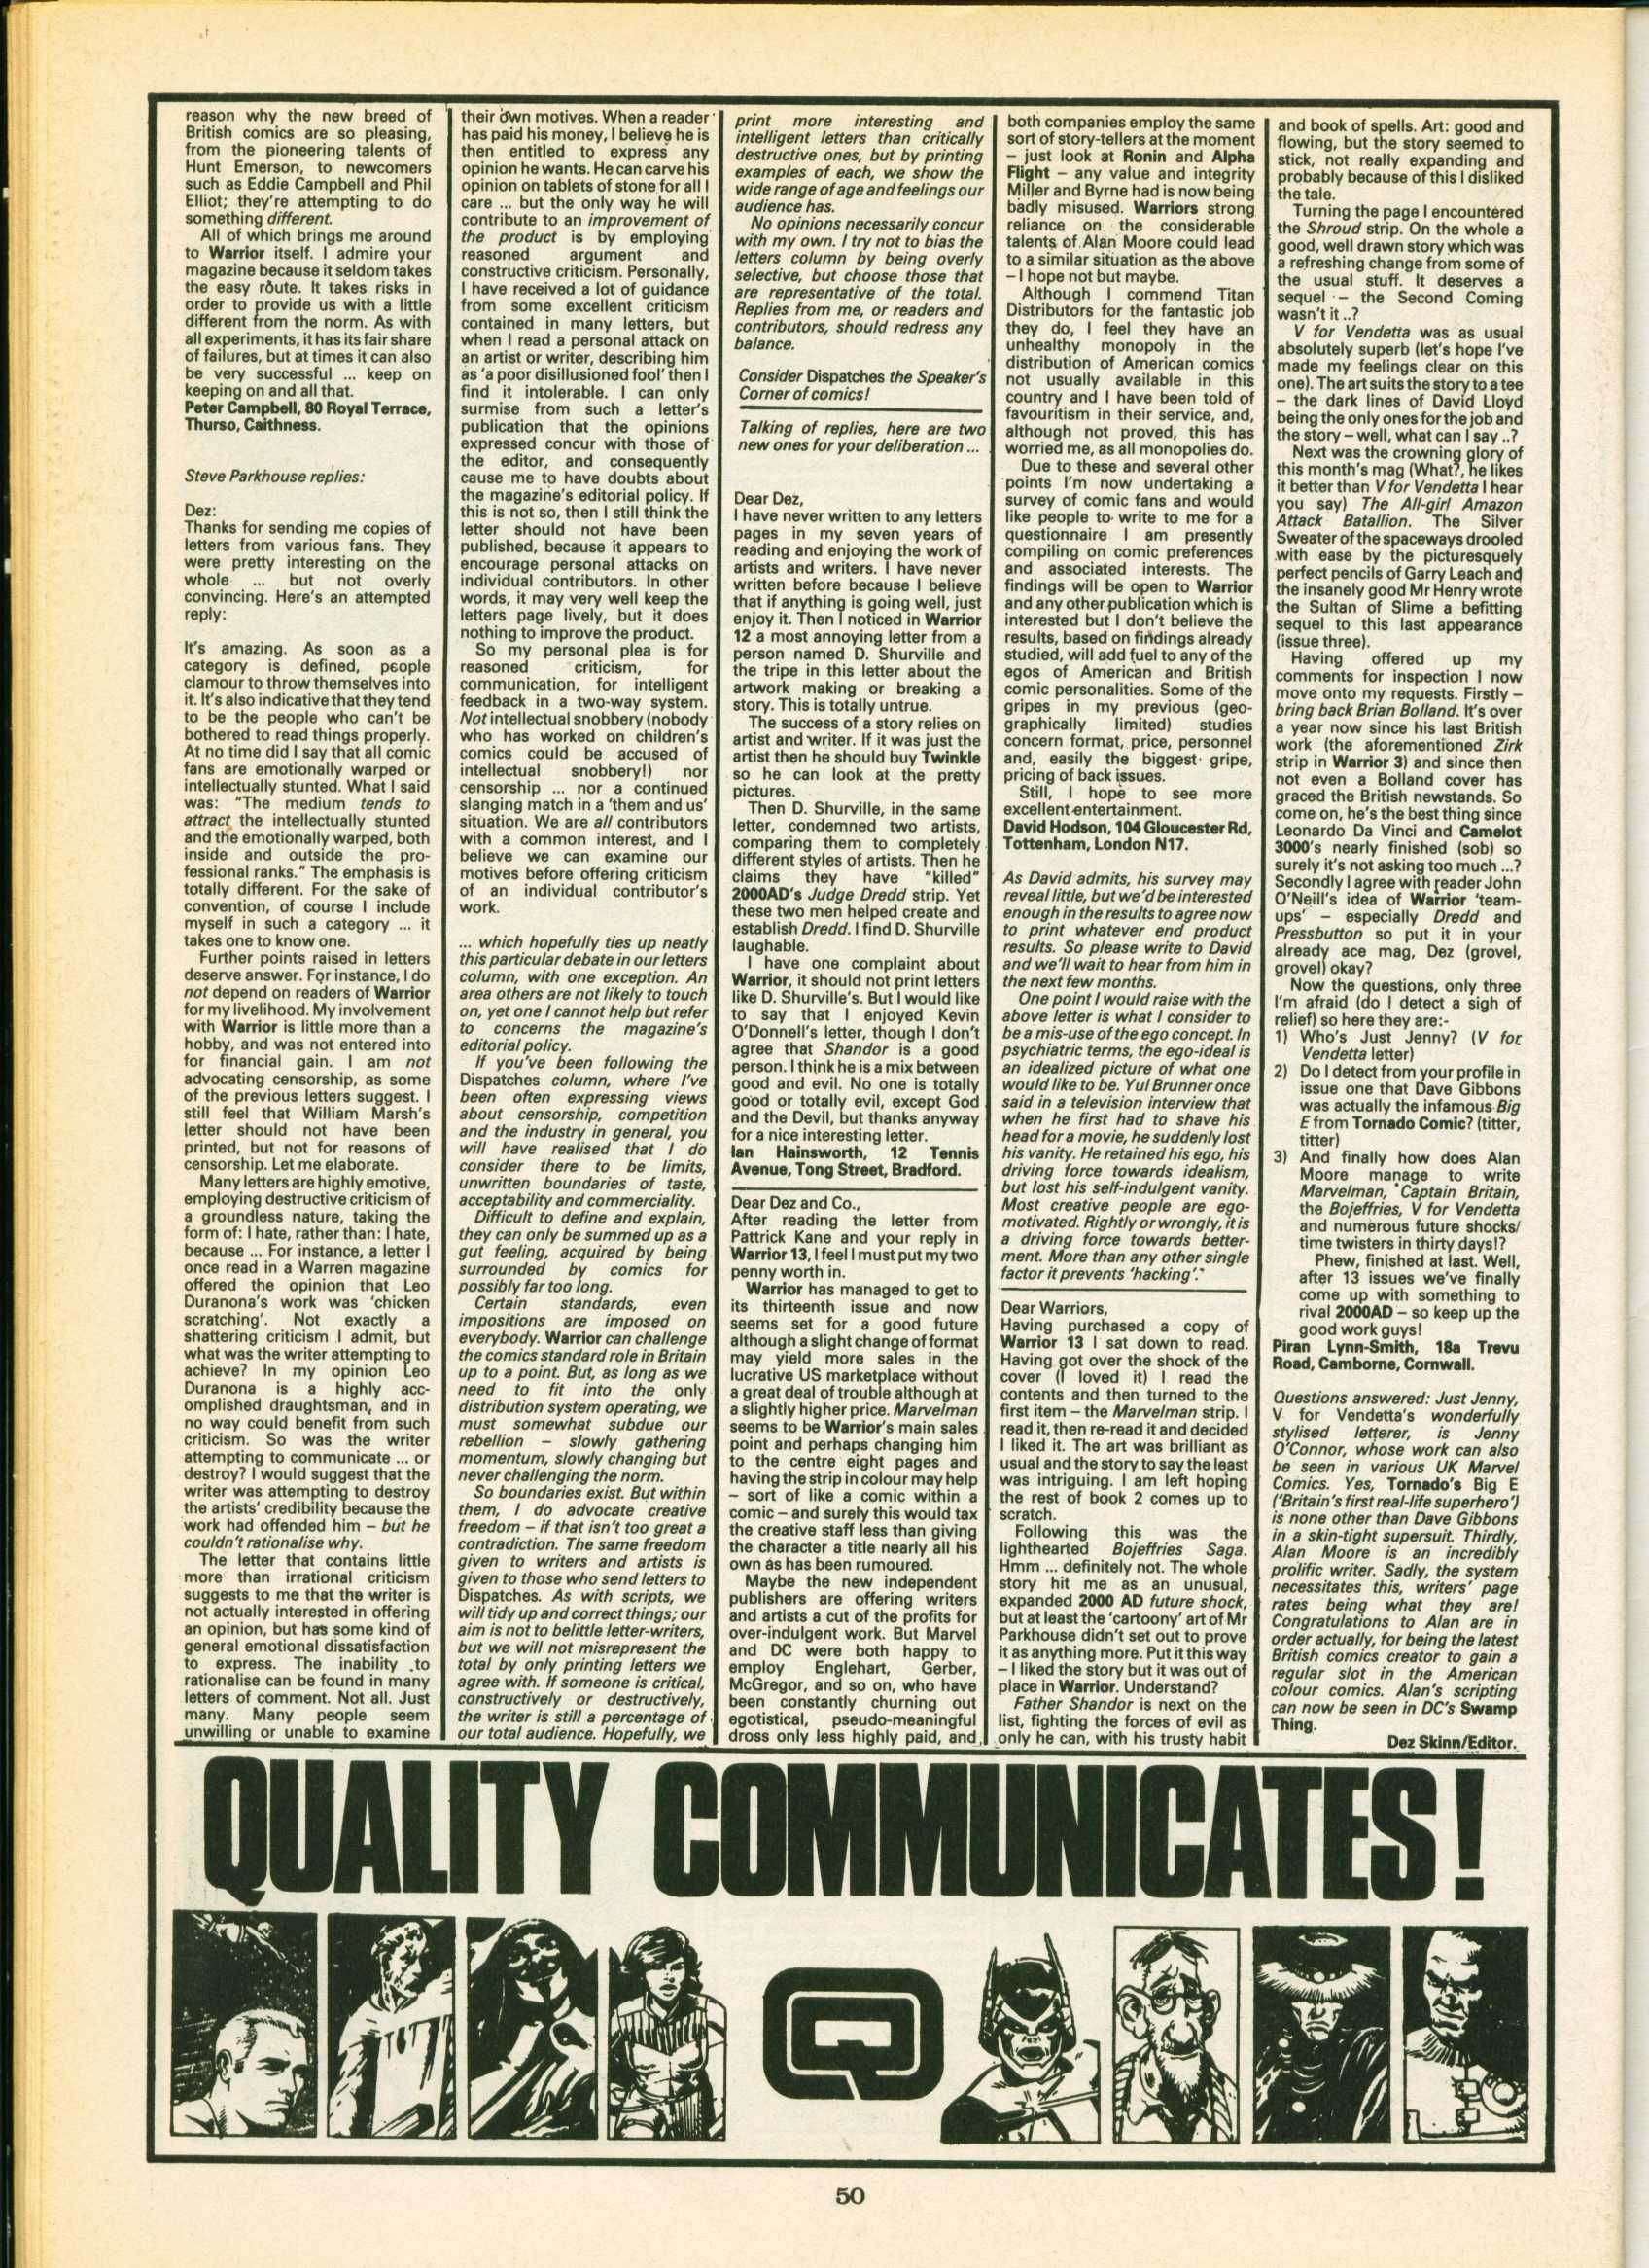 reason why the new breed of
British comics are so pleasing,
from the pioneering talents of
Hunt Emerson, to newcomers
such as Eddie Campbell and Phil
Elliot; they're attempting to do
something different.
All of which brings me around
to Warrior itself. I admire your
magazine because it seldom takes
the easy route. It takes risks in
order to provide us with a little
different from the norm. As with
all experiments, it has its fair share
of failures, but at times it can also
be very successful ... keep on
keeping on and all that.
Peter Campbell, 80 Royal Terrace,
Thurso, Caithness.
Steve Parkhouse replies:
Dez:
Thanks for sending me copies of
letters from various fans. They
were pretty interesting on the
whole ... but not overly
convincing. Here's an attempted
reply:
It's amazing. As soon as a
category is defined, people
clamour to throw themselves into
it. It's also indicative that they tend
to be the people who can't be
bothered to read things properly.
At no time did I say that all comic
fans are emotionally warped or
intellectually stunted. What I said
was: "The medium tends to
attract the intellectually stunted
and the emotionally warped, both
inside and outside the pro-
fessional ranks." The emphasis is
totally different. For the sake of
convention, of course I include
myself in such a category ... it
takes one to know one.
Further points raised in letters
deserve answer. For instance, I do
not depend on readers of Warrior
for my livelihood. My involvement
with Warrior is little more than a
hobby, and was not entered into
for financial gain. I am not
advocating censorship, as some
of the previous letters suggest. I
still feel that William Marsh's
letter should not have been
printed, but not for reasons of
censorship. Let me elaborate.
Many letters are highly emotive,
employing destructive criticism of
a groundless nature, taking the
form of: I hate, rather than: I hate,
because ... For instance, a letter I
once read in a Warren magazine
offered the opinion that Leo
Duranona's work was 'chicken
scratching'. Not exactly a
shattering criticism I admit, but
what was the writer attempting to
achieve? In my opinion Leo
Duranona is a highly acc-
omplished draughtsman, and in
no way could benefit from such
criticism. So was the writer
attempting to communicate ... or
destroy? I would suggest that the
writer was attempting to destroy
the artists' credibility because the
work had offended him – but he
couldn't rationalise why.
The letter that contains little
more than irrational criticism
suggests to me that the writer is
not actually interested in offering
an opinion, but has some kind of
general emotional dissatisfaction
to express. The inability to
rationalise can be found in many
letters of comment. Not all. Just
many. Many people seem
unwilling or unable to examine
their own motives. When a reader
has paid his money, I believe he is
then entitled to express any
opinion he wants. He can carve his
opinion on tablets of stone for all I
care ... but the only way he will
contribute to an improvement of
the product is by employing
reasoned argument and
constructive criticism. Personally,
I have received a lot of guidance
from some excellent criticism
contained in many letters, but
when I read a personal attack on
an artist or writer, describing him
as 'a poor disillusioned fool' then I
find it intolerable. I can only
surmise from such a letter's
publication that the opinions
expressed concur with those of
the editor, and consequently
cause me to have doubts about
the magazine's editorial policy. If
this is not so, then I still think the
letter should not have been
published, because it appears to
encourage personal attacks on
individual contributors. In other
words, it may very well keep the
letters page lively, but it does
nothing to improve the product.
So my personal plea is for
reasoned criticism, for
communication, for intelligent
feedback in a two-way system.
Not intellectual snobbery (nobody
who has worked on children's
comics could be accused of
intellectual snobbery!) nor
censorship ... nor a continued
slanging match in a 'them and us'
situation. We are all contributors
with a common interest, and I
believe we can examine our
motives before offering criticism
of an individual contributor's
work.
... which hopefully ties up neatly
this particular debate in our letters
column, with one exception. An
area others are not likely to touch
on, yet one I cannot help but refer
to concerns the magazine's
editorial policy.
If you've been following the
Dispatches column, where I've
been often expressing views
about censorship, competition
and the industry in general, you
will have realised that I do
consider there to be limits,
unwritten boundaries of taste,
acceptability and commerciality.
Difficult to define and explain,
they can only be summed up as a
gut feeling, acquired by being
surrounded by comics for
possibly far too long.
Certain standards, even
impositions are imposed on
everybody. Warrior can challenge
the comics standard role in Britain
up to a point. But, as long as we
need to fit into the only
distribution system operating, we
must somewhat subdue our
rebellion – slowly gathering
momentum, slowly changing but
never challenging the norm.
So boundaries exist. But within
them, I do advocate creative
freedom – if that isn't too great a
contradiction. The same freedom
given to writers and artists is
given to those who send letters to
Dispatches. As with scripts, we
will tidy up and correct things; our
aim is not to belittle letter-writers,
but we will not misrepresent the
total by only printing letters we
agree with. If someone is critical,
constructively or destructively,
the writer is still a percentage of
our total audience. Hopefully, we
print more interesting and
intelligent letters than critically
destructive ones, but by printing
examples of each, we show the
wide range of age and feelings our
audience has.
No opinions necessarily concur
with my own. I try not to bias the
letters column by being overly
selective, but choose those that
are representative of the total.
Replies from me, or readers and
contributors, should redress any
balance.
Consider Dispatches the Speaker's
Corner of comics!
Talking of replies, here are two
new ones for your deliberation ...
Dear Dez,
I have never written to any letters
pages in my seven years of
reading and enjoying the work of
artists and writers. I have never
written before because I believe
that if anything is going well, just
enjoy it. Then I noticed in Warrior
12 a most annoying letter from a
person named D. Shurville and
the tripe in this letter about the
artwork making or breaking a
story. This is totally untrue.
The success of a story relies on
artist and writer. If it was just the
artist then he should buy Twinkle
so he can look at the pretty
pictures.
Then D. Shurville, in the same
letter, condemned two artists,
comparing them to completely
different styles of artists. Then he
claims they have "killed"
2000AD's Judge Dredd strip. Yet
these two men helped create and
establish Dredd. I find D. Shurville
laughable.
I have one complaint about
Warrior, it should not print letters
like D. Shurville's. But I would like
to say that I enjoyed Kevin
O'Donnell's letter, though I don't
agree that Shandor is a good
person. I think he is a mix between
good and evil. No one is totally
good or totally evil, except God
and the Devil, but thanks anyway
for a nice interesting letter.
Ian Hainsworth, 12 Tennis
Avenue, Tong Street, Bradford.
Dear Dez and Co.,
After reading the letter from
Pattrick Kane and your reply in
Warrior 13, I feel I must put my two
penny worth in.
Warrior has managed to get to
its thirteenth issue and now
seems set for a good future
although a slight change of format
may yield more sales in the
lucrative US marketplace without
a great deal of trouble although at
a slightly higher price. Marvelman
seems to be Warrior's main sales
point and perhaps changing him
to the centre eight pages and
having the strip in colour may help
– sort of like a comic within a
comic – and surely this would tax
the creative staff less than giving
the character a title nearly all his
own as has been rumoured.
Maybe the new independent
publishers are offering writers
and artists a cut of the profits for
over-indulgent work. But Marvel
and DC were both happy to
employ Englehart, Gerber,
McGregor, and so on, who have
been constantly churning out
egotistical, pseudo-meaningful
dross only less highly paid, and,
both companies employ the same
sort of story-tellers at the moment
– just look at Ronin and Alpha
Flight – any value and integrity
Miller and Byrne had is now being
badly misused. Warriors strong
reliance on the considerable
talents of Alan Moore could lead
to a similar situation as the above
– I hope not but maybe.
Although I commend Titan
Distributors for the fantastic job
they do, I feel they have an
unhealthy monopoly in the
distribution of American comics
not usually available in this
country and I have been told of
favouritism in their service, and,
although not proved, this has
worried me, as all monopolies do.
Due to these and several other
points I'm now undertaking a
survey of comic fans and would
like people to write to me for a
questionnaire I am presently
compiling on comic preferences
and associated interests. The
findings will be open to Warrior
and any other publication which is
interested but I don't believe the
results, based on findings already
studied, will add fuel to any of the
egos of American and British
comic personalities. Some of the
gripes in my previous (geo-
graphically limited) studies
concern format, price, personnel
and, easily the biggest gripe,
pricing of back issues.
Still, I hope to see more
excellent entertainment.
David Hodson, 104 Gloucester Rd,
Tottenham, London N17.
As David admits, his survey may
reveal little, but we'd be interested
enough in the results to agree now
to print whatever end product
results. So please write to David
and we'll wait to hear from him in
the next few months.
One point I would raise with the
above letter is what I consider to
be a mis-use of the ego concept. In
psychiatric terms, the ego-ideal is
an idealized picture of what one
would like to be. Yul Brunner once
said in a television interview that
when he first had to shave his
head for a movie, he suddenly lost
his vanity. He retained his ego, his
driving force towards idealism,
but lost his self-indulgent vanity.
Most creative people are ego-
motivated. Rightly or wrongly, it is
a driving force towards better-
ment. More than any other single
factor it prevents 'hacking'.
Dear Warriors,
Having purchased a copy of
Warrior 13 I sat down to read.
Having got over the shock of the
cover (I loved it) I read the
contents and then turned to the
first item – the Marvelman strip. I
read it, then re-read it and decided
I liked it. The art was brilliant as
usual and the story to say the least
was intriguing. I am left hoping
the rest of book 2 comes up to
scratch.
Following this was the
lighthearted Bojeffries Saga.
Hmm ... definitely not. The whole
story hit me as an unusual,
expanded 2000 AD future shock,
but at least the 'cartoony' art of Mr
Parkhouse didn't set out to prove
it as anything more. Put it this way
– I liked the story but it was out of
place in Warrior. Understand?
Father Shandor is next on the
list, fighting the forces of evil as
only he can, with his trusty habit
and book of spells. Art: good and
flowing, but the story seemed to
stick, not really expanding and
probably because of this I disliked
the tale.
Turning the page I encountered
the Shroud strip. On the whole a
good, well drawn story which was
a refreshing change from some of
the usual stuff. It deserves a
sequel – the Second Coming
wasn't it ..?
V for Vendetta was as usual
absolutely superb (let's hope I've
made my feelings clear on this
one). The art suits the story to a tee
– the dark lines of David Lloyd
being the only ones for the job and
the story – well, what can I say ..?
Next was the crowning glory of
this month's mag (What?, he likes
it better than V for Vendetta I hear
you say) The All-girl Amazon
Attack Batallion. The Silver
Sweater of the spaceways drooled
with ease by the picturesquely
perfect pencils of Garry Leach and
the insanely good Mr Henry wrote
the Sultan of Slime a befitting
sequel to this last appearance
(issue three).
Having offered up my
comments for inspection I now
move onto my requests. Firstly –
bring back Brian Bolland. It's over
a year now since his last British
work (the aforementioned Zirk
strip in Warrior 3) and since then
not even a Bolland cover has
graced the British newstands. So
come on, he's the best thing since
Leonardo Da Vinci and Camelot
3000's nearly finished (sob) so
surely it's not asking too much ...?
Secondly I agree with reader John
O'Neill's idea of Warrior 'team-
ups' – especially Dredd and
Pressbutton so put it in your
already ace mag, Dez (grovel,
grovel) okay?
Now the questions, only three
I'm afraid (do I detect a sigh of
relief) so here they are:-
1) Who's Just Jenny? (V for
Vendetta letter)
2) Do I detect from your profile in
issue one that Dave Gibbons
was actually the infamous Big
E from Tornado Comic? (titter,
titter)
3) And finally how does Alan
Moore manage to write
Marvelman, Captain Britain,
the Bojeffries, V for Vendetta
and numerous future shocks/
time twisters in thirty days!?
Phew, finished at last. Well,
after 13 issues we've finally
come up with something to
rival 2000AD – so keep up the
good work guys!
Piran Lynn-Smith, 18a Trevu
Road, Camborne, Cornwall.
Questions answered: Just Jenny,
V for Vendetta's wonderfully
stylised letterer, is Jenny
O'Connor, whose work can also
be seen in various UK Marvel
Comics. Yes, Tornado's Big E
('Britain's first real-life superhero')
is none other than Dave Gibbons
in a skin-tight supersuit. Thirdly,
Alan Moore is an incredibly
prolific writer. Sadly, the system
necessitates this, writers' page
rates being what they are!
Congratulations to Alan are in
order actually, for being the latest
British comics creator to gain a
regular slot in the American
colour comics. Alan's scripting
can now be seen in DC's Swamp
Thing.
Dez Skinn/Editor.
QUALITY COMMUNICATES!
Q
50